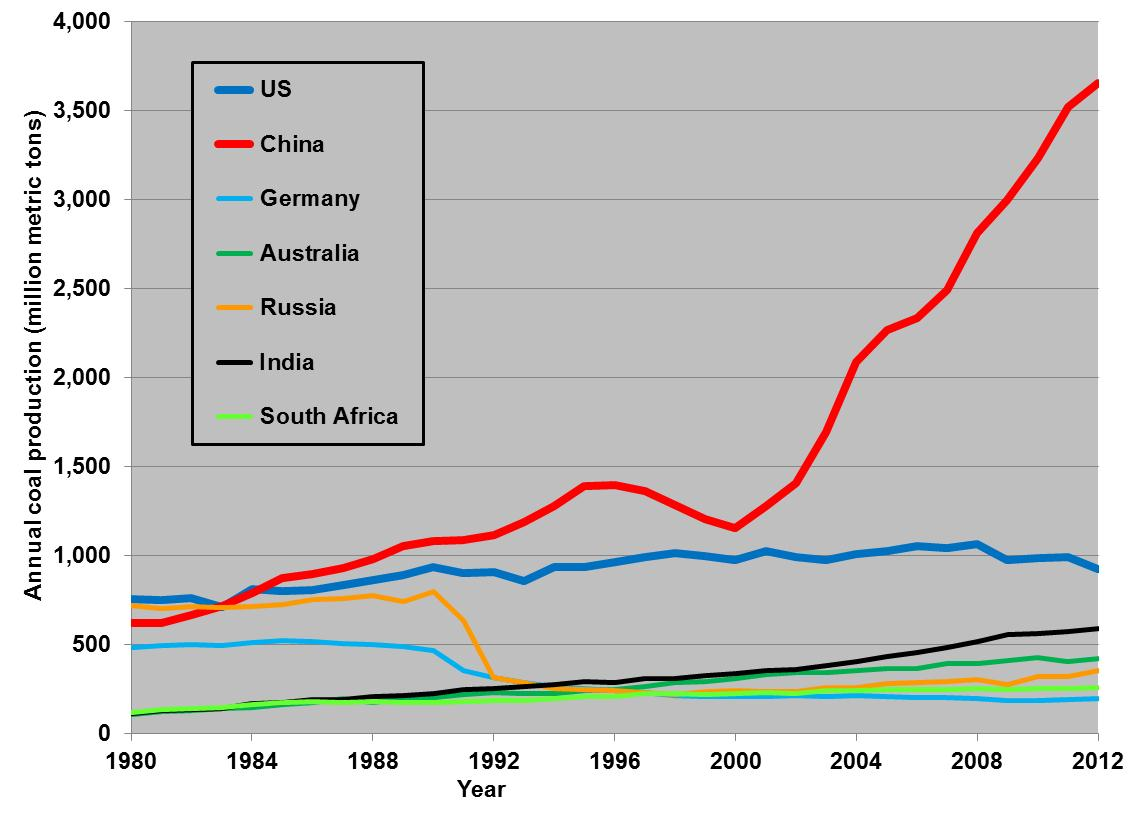 4,000
3,500
3,000
2,500
2,000
1,500
1,000
500
0
Annual coal production (million metric tons)
US
China
Germany
Australia
Russia
India
South Africa
1980 1984 1988 1992 1996 2000 2004 2008 2012
Year